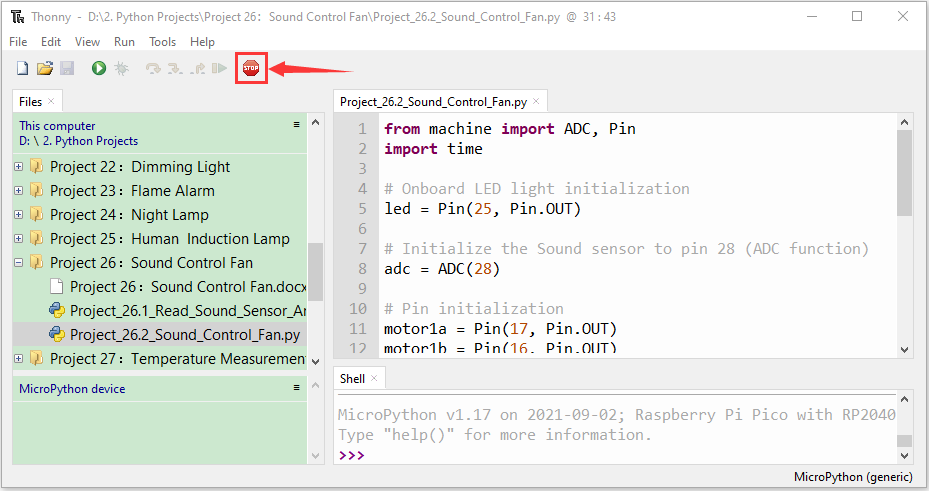 Thonny - D:\2. Python Projects\Project 26：Sound Control Fan\Project_26.2_Sound_Control_Fan.py @ 31 : 43
File Edit View Run Tools Help
STOP
Files
This computer
D: \ 2. Python Projects
Project 22：Dimming Light
Project 23：Flame Alarm
Project 24：Night Lamp
Project 25：Human Induction Lamp
Project 26：Sound Control Fan
Project 26：Sound Control Fan.docx
Project_26.1_Read_Sound_Sensor_Ar
Project_26.2_Sound_Control_Fan.py
Project 27：Temperature Measuremen
MicroPython device
Project_26.2_Sound_Control_Fan.py
1 from machine import ADC, Pin
2 import time
3
4 # Onboard LED light initialization
5 led = Pin(25, Pin.OUT)
6
7 # Initialize the Sound sensor to pin 28 (ADC function)
8 adc = ADC(28)
9
10 # Pin initialization
11 motor1a = Pin(17, Pin.OUT)
12 motor1b = Pin(16, Pin.OUT)
Shell
MicroPython v1.17 on 2021-09-02; Raspberry Pi Pico with RP2040
Type "help()" for more information.
>>>
MicroPython (generic)